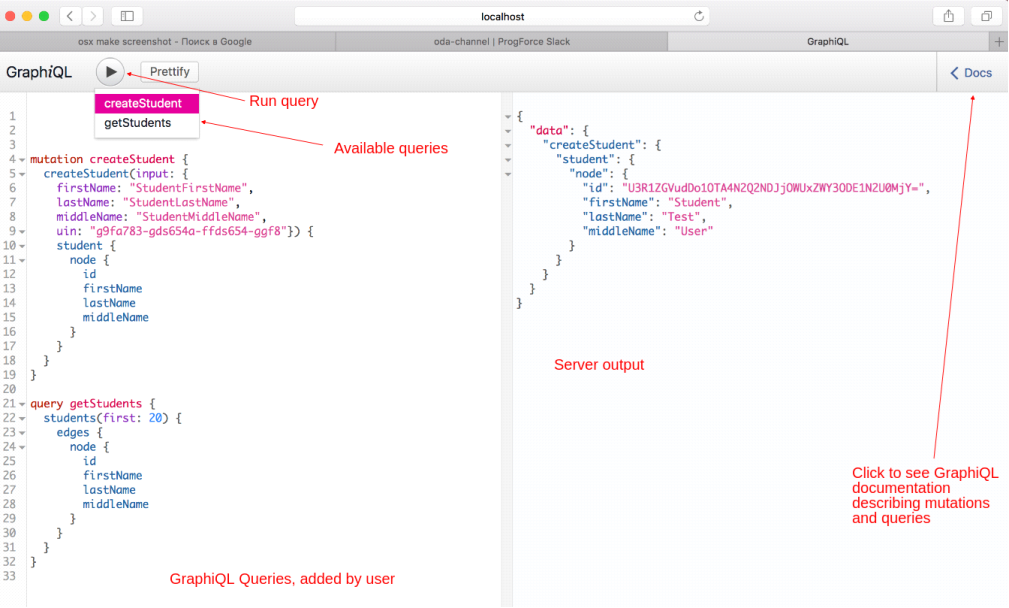 localhost
osx make screenshot - Поиск в Google
oda-channel | ProgForce Slack
GraphiQL
+
GraphiQL
Prettify
Docs
createStudent
getStudents
Run query
Available queries
1
2
3
4 mutation createStudent {
5 createStudent(input: {
6 firstName: "StudentFirstName",
7 lastName: "StudentLastName",
8 middleName: "StudentMiddleName",
9 uin: "g9fa783-gds654a-ffds654-ggf8"}) {
10 student {
11 node {
12 id
13 firstName
14 lastName
15 middleName
16 }
17 }
18 }
19 }
20
21 query getStudents {
22 students(first: 20) {
23 edges {
24 node {
25 id
26 firstName
27 lastName
28 middleName
29 }
30 }
31 }
32 }
33
GraphiQL Queries, added by user
{
"data": {
"createStudent": {
"student": {
"node": {
"id": "U3R1ZGVudDo1OTA4N2Q2NDJjOWUxZWY3ODE1N2U0MjY=",
"firstName": "Student",
"lastName": "Test",
"middleName": "User"
}
}
}
}
}
Server output
Click to see GraphiQL
documentation
describing mutations
and queries